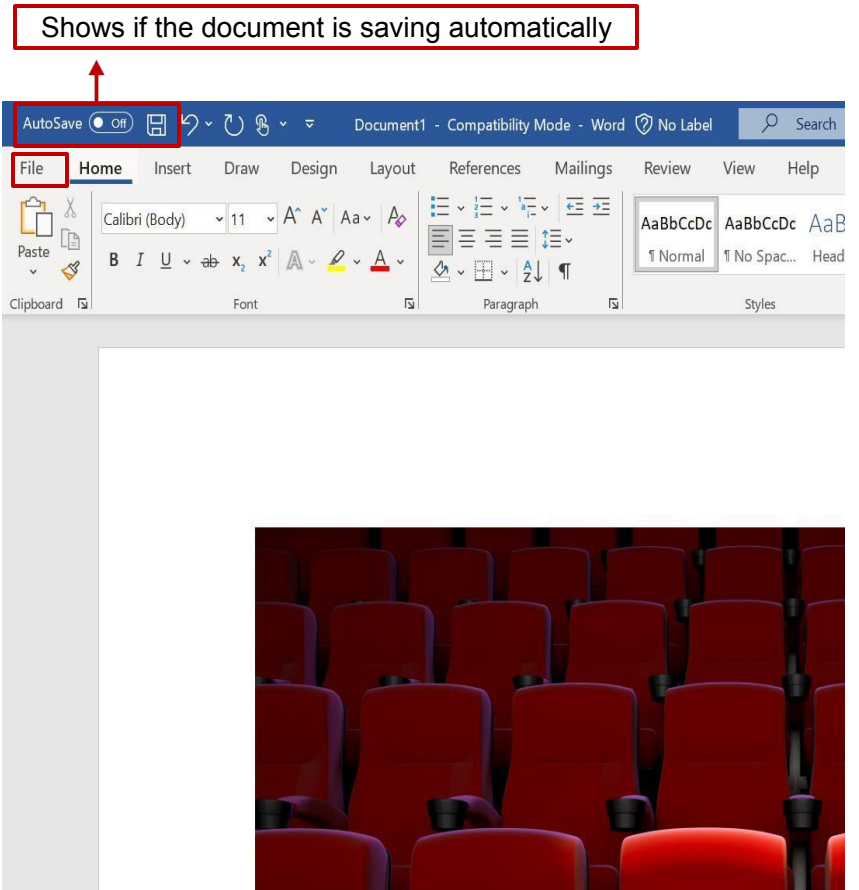 Shows if the document is saving automatically
AutoSave Off Document1 - Compatibility Mode - Word No Label Search
File Home Insert Draw Design Layout References Mailings Review View Help
Calibri (Body) 11 A^ A˅ Aa A
Paste
B I U ab x₂ x² A A A Z ¶
AaBbCcDc AaBbCcDc AaB
¶ Normal ¶ No Spac... Head
Clipboard Font Paragraph Styles